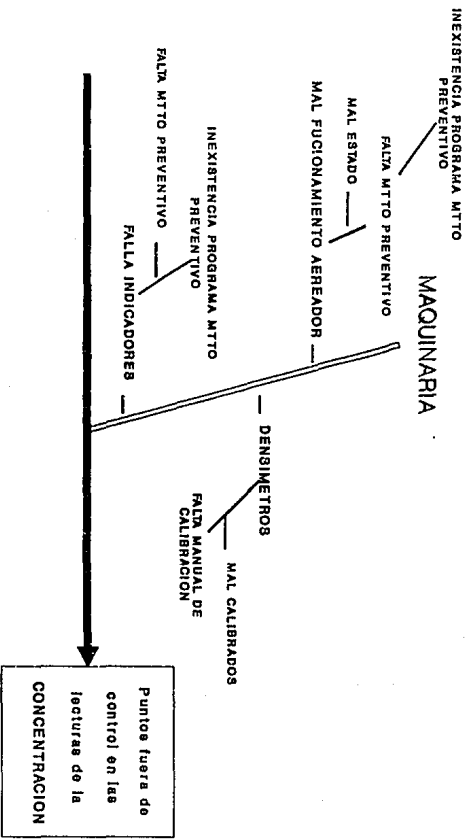 MAQUINARIA
INEXISTENCIA PROGRAMA MTTO
PREVENTIVO
FALTA MTTO PREVENTIVO
MAL ESTADO
MAL FUCIONAMIENTO AEREADOR
DENSIMETROS
MAL CALIBRADOS
FALTA MANUAL DE
CALIBRACION
INEXISTENCIA PROGRAMA MTTO
PREVENTIVO
FALTA MTTO PREVENTIVO
FALLA INDICADORES
Puntos fuera de
control en las
lecturas de la
CONCENTRACION